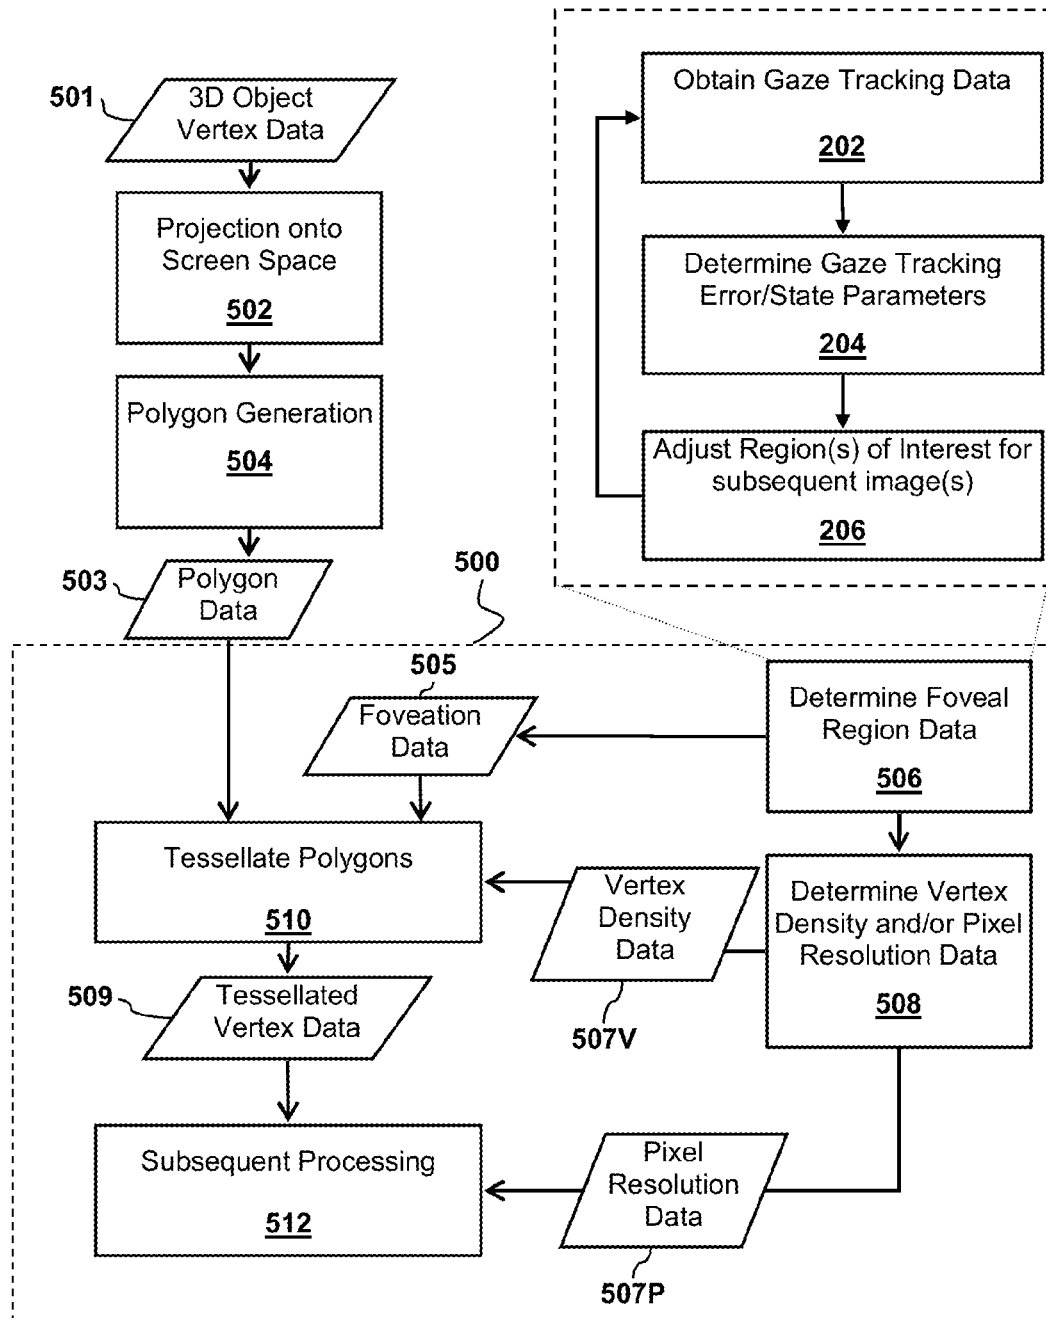 501
3D Object
Vertex Data
Projection onto
Screen Space
502
Polygon Generation
504
503
Polygon
Data
Obtain Gaze Tracking Data
202
Determine Gaze Tracking
Error/State Parameters
204
Adjust Region(s) of Interest for
subsequent image(s)
206
500
505
Foveation
Data
Determine Foveal
Region Data
506
Tessellate Polygons
510
Vertex
Density
Data
507V
Determine Vertex
Density and/or Pixel
Resolution Data
508
509
Tessellated
Vertex Data
Subsequent Processing
512
Pixel
Resolution
Data
507P